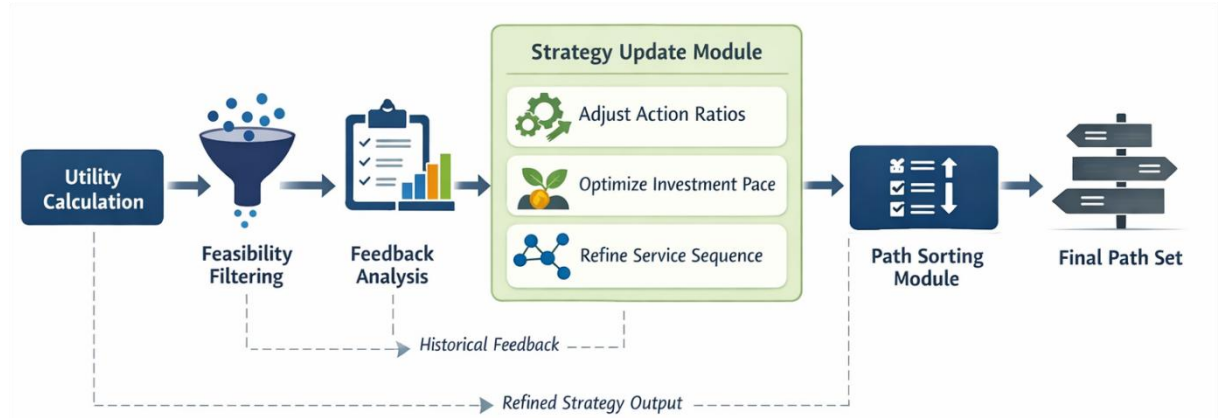 Strategy Update Module
Adjust Action Ratios
Optimize Investment Pace
Refine Service Sequence
Utility
Calculation
Feasibility
Filtering
Feedback
Analysis
Path Sorting
Module
Final Path Set
Historical Feedback
Refined Strategy Output